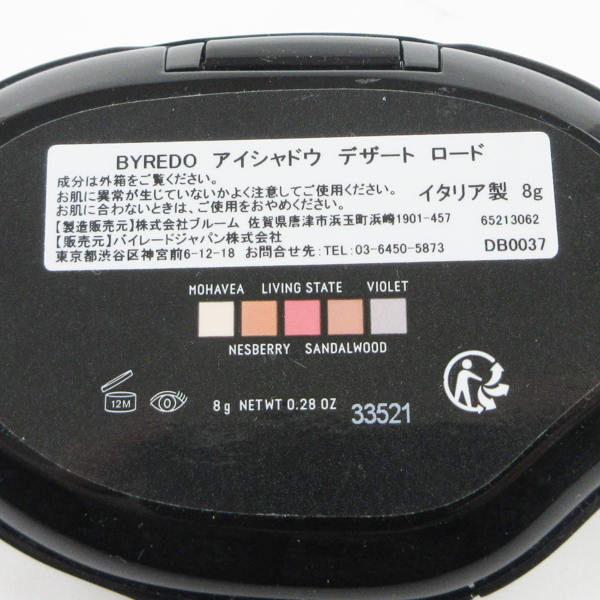 BYREDO アイシャドウ デザート ロード
成分は外箱をご覧ください。
お肌に異常が生じていないかよく注意してご使用ください。
お肌に合わないときは、ご使用をおやめください。
イタリア製 8g
【製造販売元】株式会社ブルーム 佐賀県唐津市浜玉町浜崎1901-457 65213062
【販売元】バイレードジャパン株式会社
東京都渋谷区神宮前6-12-18 お問合せ先:TEL:03-6450-5873 DB0037
MOHAVEA LIVING STATE VIOLET
NESBERRY SANDALWOOD
12M 8g NETWT 0.28 OZ 33521